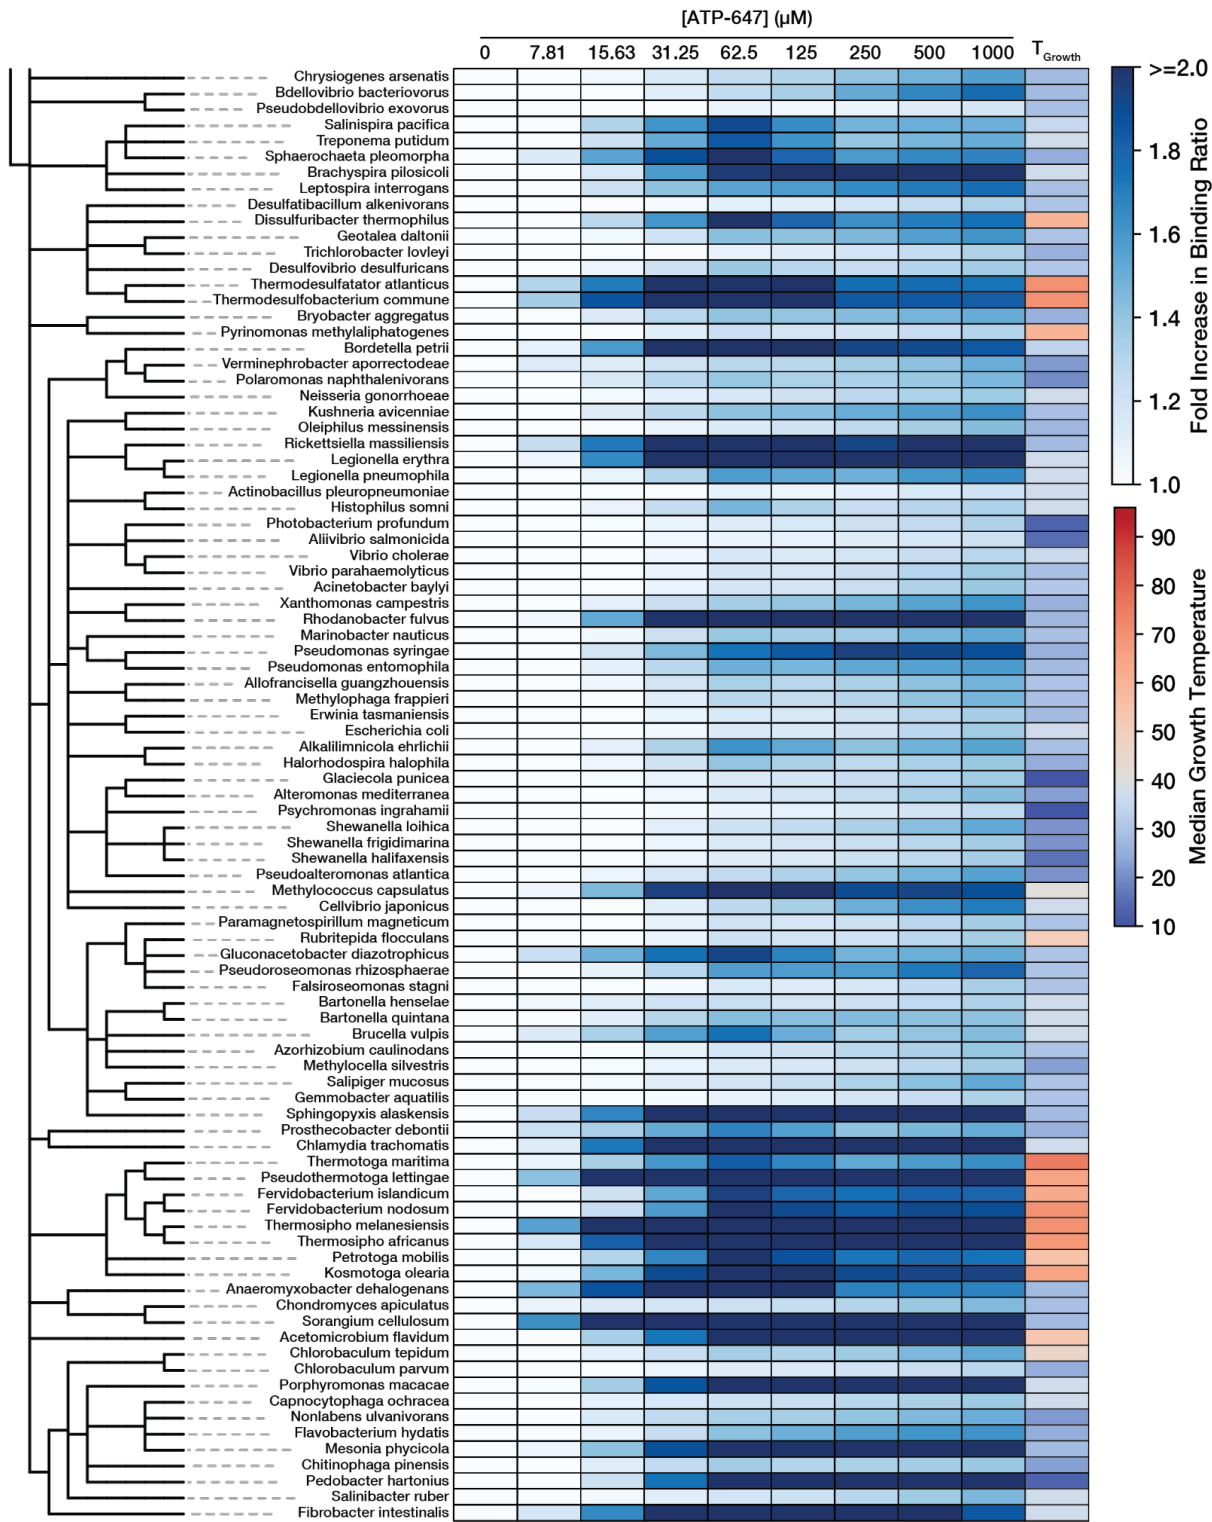 [ATP-647] (µM)
0 7.81 15.63 31.25 62.5 125 250 500 1000 TGrowth
Chrysiogenes arsenatis
Bdellovibrio bacteriovorus
Pseudobdellovibrio exovorus
Salinispira pacifica
Treponema putidum
Sphaerochaeta pleomorpha
Brachyspira pilosicoli
Leptospira interrogans
Desulfatibacillum alkenivorans
Dissulfuribacter thermophilus
Geotalea daltonii
Trichlorobacter lovleyi
Desulfovibrio desulfuricans
Thermodesulfatator atlanticus
Thermodesulfobacterium commune
Bryobacter aggregatus
Pyrinomonas methylaliphatogenes
Bordetella petrii
Verminephrobacter aporrectodeae
Polaromonas naphthalenivorans
Neisseria gonorrhoeae
Kushneria avicenniae
Oleiphilus messinensis
Rickettsiella massiliensis
Legionella erythra
Legionella pneumophila
Actinobacillus pleuropneumoniae
Histophilus somni
Photobacterium profundum
Aliivibrio salmonicida
Vibrio cholerae
Vibrio parahaemolyticus
Acinetobacter baylyi
Xanthomonas campestris
Rhodanobacter fulvus
Marinobacter nauticus
Pseudomonas syringae
Pseudomonas entomophila
Allofrancisella guangzhouensis
Methylophaga frappieri
Erwinia tasmaniensis
Escherichia coli
Alkalilimnicola ehrlichii
Halorhodospira halophila
Glaciecola punicea
Alteromonas mediterranea
Psychromonas ingrahamii
Shewanella loihica
Shewanella frigidimarina
Shewanella halifaxensis
Pseudoalteromonas atlantica
Methylococcus capsulatus
Cellvibrio japonicus
Paramagnetospirillum magneticum
Rubritepida flocculans
Gluconacetobacter diazotrophicus
Pseudoroseomonas rhizosphaerae
Falsiroseomonas stagni
Bartonella henselae
Bartonella quintana
Brucella vulpis
Azorhizobium caulinodans
Methylocella silvestris
Salipiger mucosus
Gemmobacter aquatilis
Sphingopyxis alaskensis
Prosthecobacter debontii
Chlamydia trachomatis
Thermotoga maritima
Pseudothermotoga lettingae
Fervidobacterium islandicum
Fervidobacterium nodosum
Thermosipho melanesiensis
Thermosipho africanus
Petrotoga mobilis
Kosmotoga olearia
Anaeromyxobacter dehalogenans
Chondromyces apiculatus
Sorangium cellulosum
Acetomicrobium flavidum
Chlorobaculum tepidum
Chlorobaculum parvum
Porphyromonas macacae
Capnocytophaga ochracea
Nonlabens ulvanivorans
Flavobacterium hydatis
Mesonia phycicola
Chitinophaga pinensis
Pedobacter hartonius
Salinibacter ruber
Fibrobacter intestinalis
>=2.0
1.8
1.6
1.4
1.2
1.0
Fold Increase in Binding Ratio
90
80
70
60
50
40
30
20
10
Median Growth Temperature